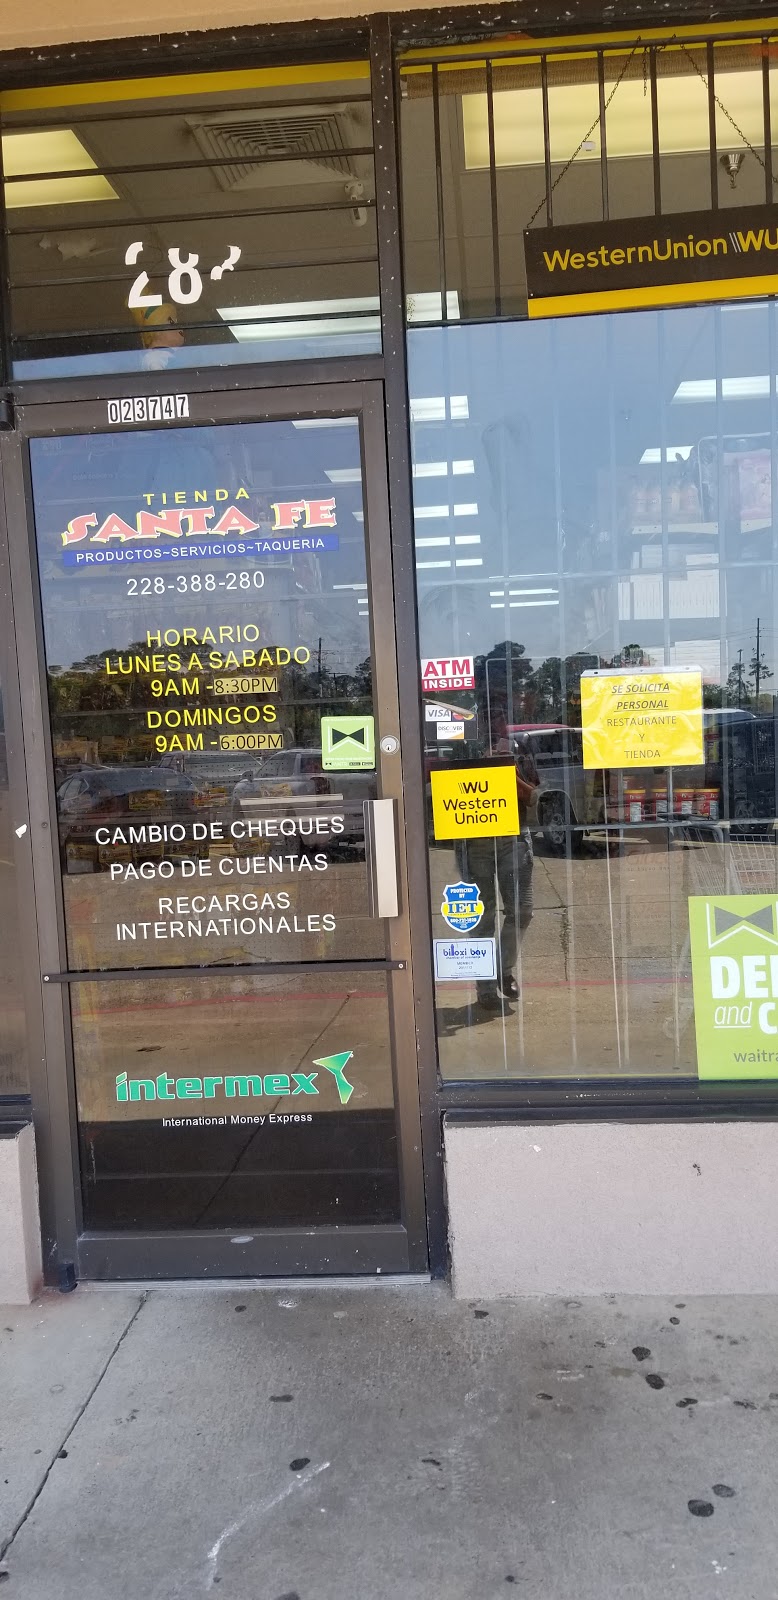 WesternUnion WU
023747
TIENDA
SANTA FE
PRODUCTOS~SERVICIOS~TAQUERIA
228-388-280
HORARIO
LUNES A SABADO
9AM -8:30PM
DOMINGOS
9AM -6:00PM
CAMBIO DE CHEQUES
PAGO DE CUENTAS
RECARGAS
INTERNATIONALES
intermex
International Money Express
ATM
INSIDE
VISA
DISCOVER
SE SOLICITA
PERSONAL
RESTAURANTE
Y
TIENDA
WU
Western
Union
PROTECTED
BY
IET
biloxi bay
DE
and C
waitr